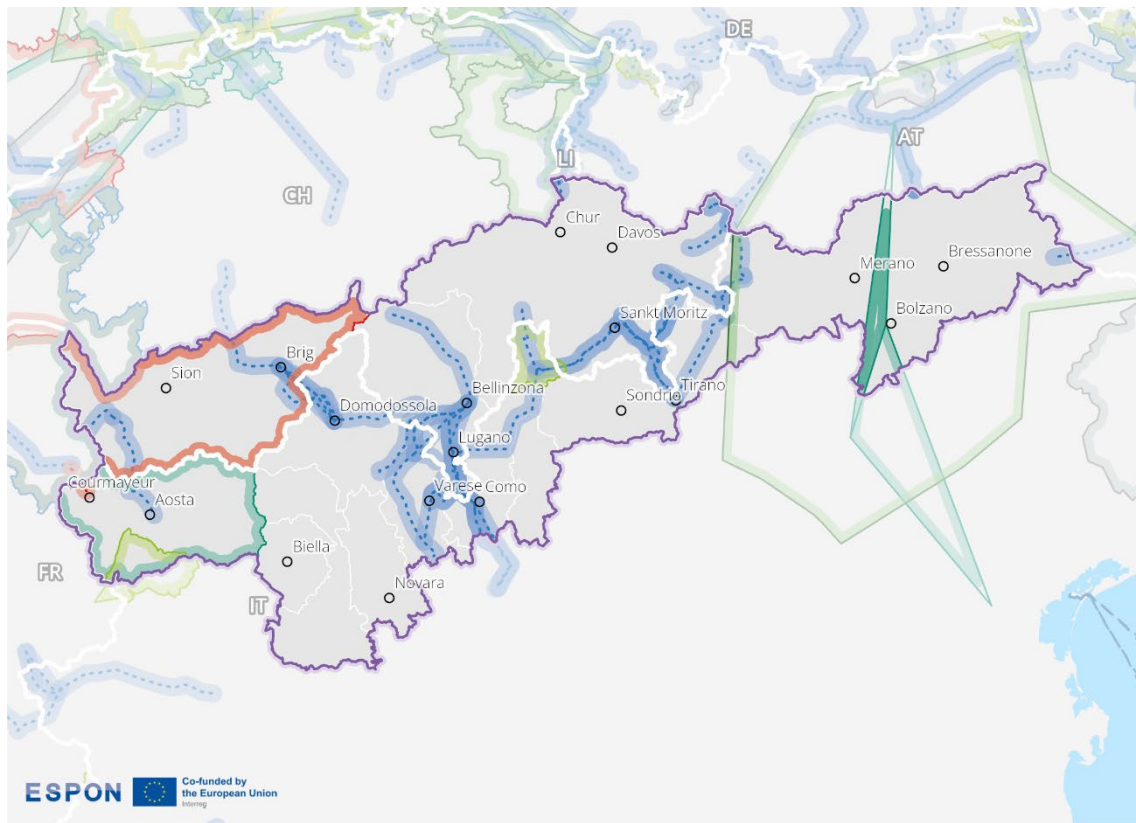 DE
AT
LI
CH
Chur
Davos
Bressanone
Merano
Bolzano
Sankt Moritz
Brig
Sion
Tirano
Sondrio
Bellinzona
Domodossola
Lugano
Courmayeur
Aosta
Varese
Como
Biella
FR
Novara
IT
ESPON
Co-funded by
the European Union
Interreg